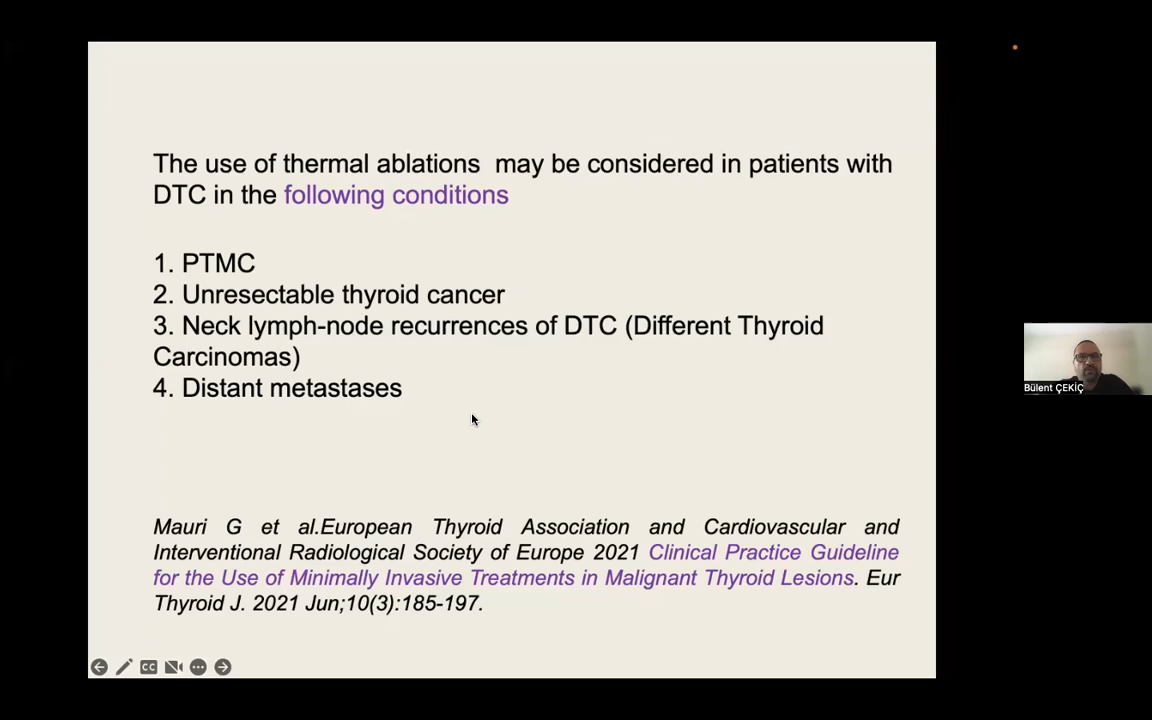 The use of thermal ablations may be considered in patients with
DTC in the following conditions
1. PTMC
2. Unresectable thyroid cancer
3. Neck lymph-node recurrences of DTC (Different Thyroid
Carcinomas)
4. Distant metastases
Mauri G et al.European Thyroid Association and Cardiovascular and
Interventional Radiological Society of Europe 2021 Clinical Practice Guideline
for the Use of Minimally Invasive Treatments in Malignant Thyroid Lesions. Eur
Thyroid J. 2021 Jun;10(3):185-197.
CC
Bülent ÇEKİÇ